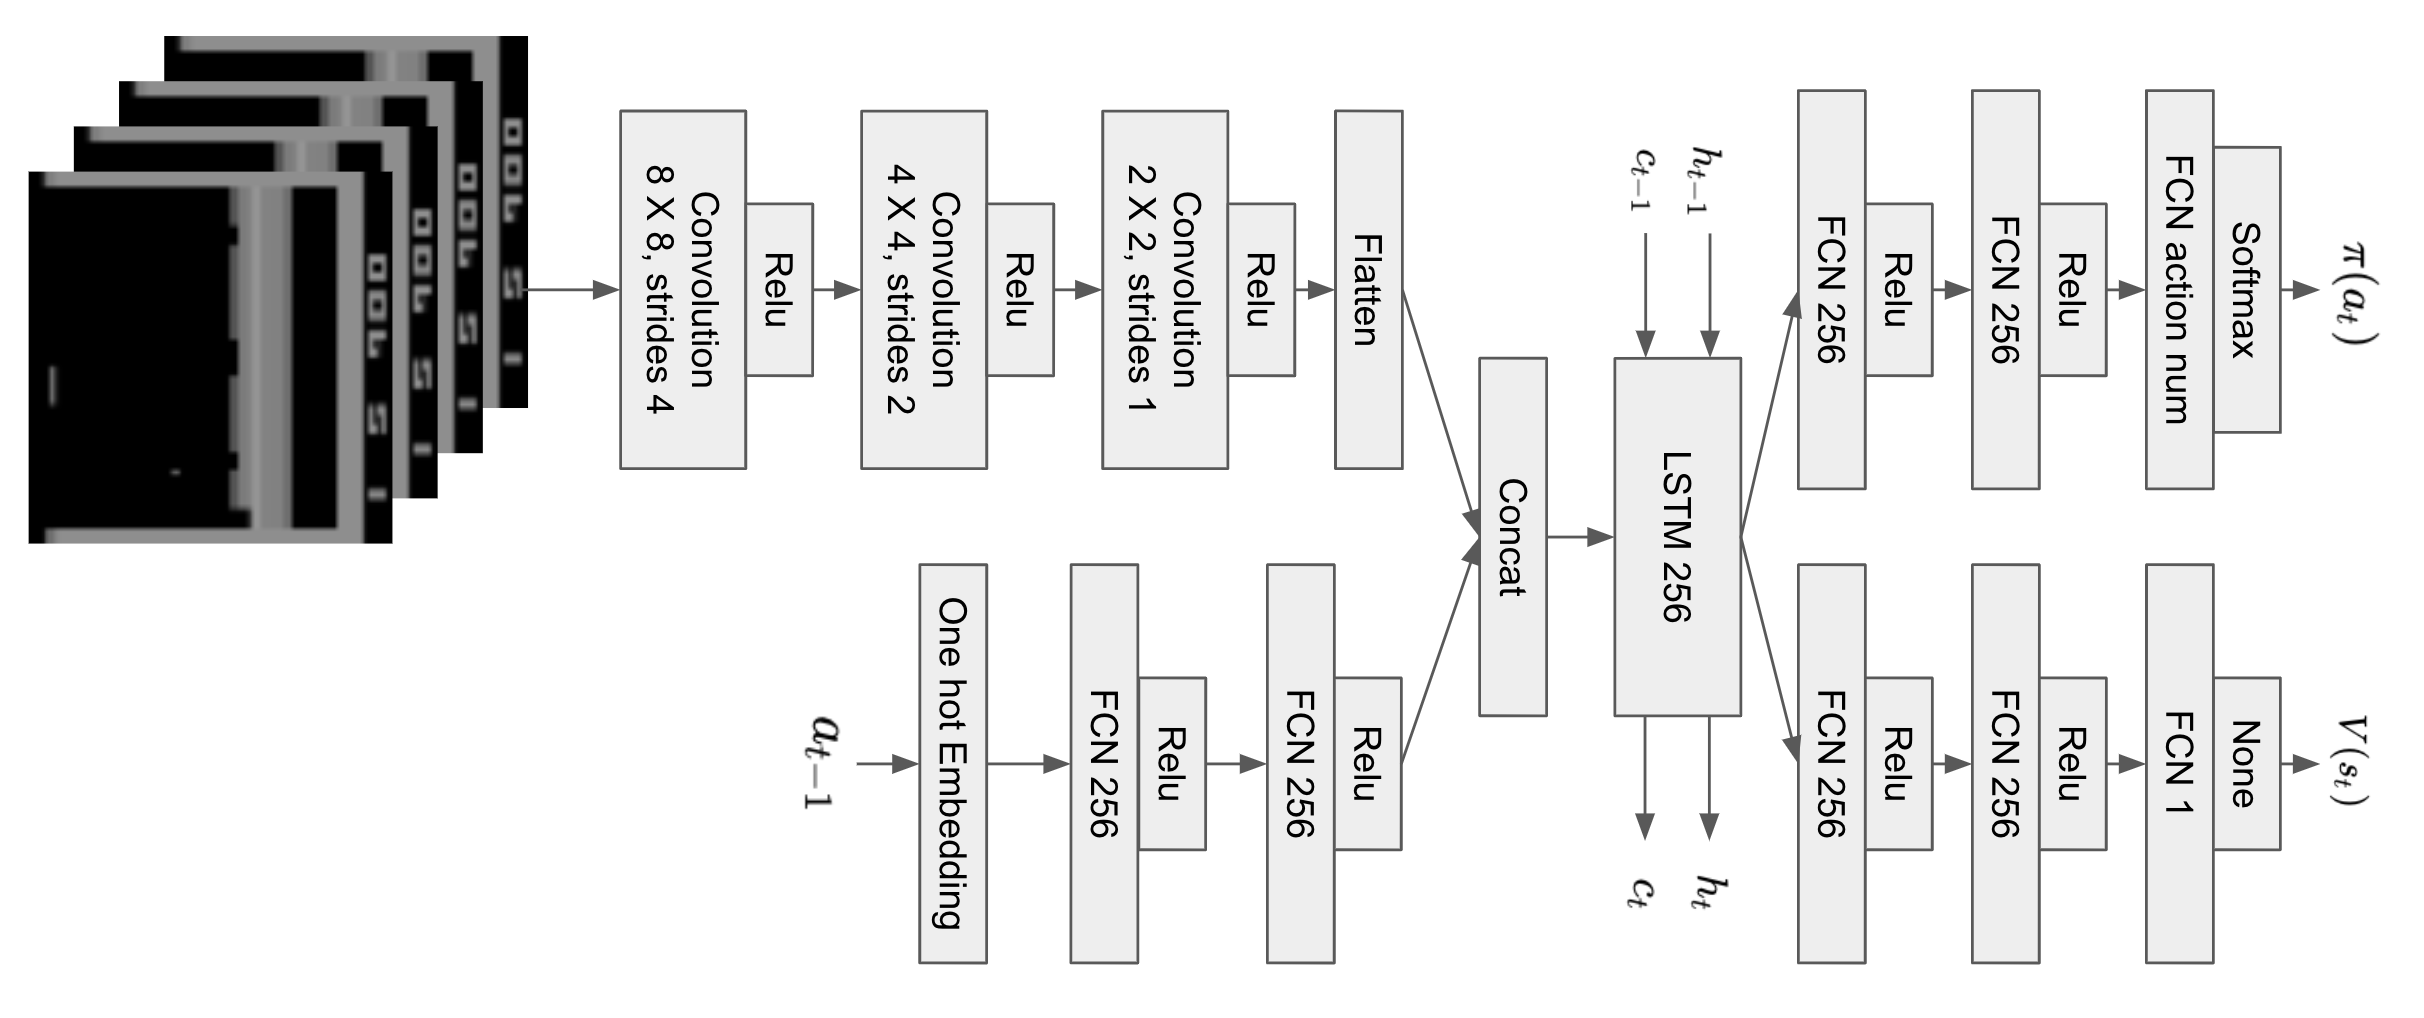 Convolution
8 X 8, strides 4
Relu
Convolution
4 X 4, strides 2
Relu
Convolution
2 X 2, strides 1
Relu
Flatten
a_{t-1}
One hot Embedding
FCN 256
Relu
FCN 256
Relu
Concat
h_{t-1}
c_{t-1}
LSTM 256
h_t
c_t
FCN 256
Relu
FCN 256
Relu
FCN action num
Softmax
π(a_t)
FCN 256
Relu
FCN 256
Relu
FCN 1
None
V(s_t)